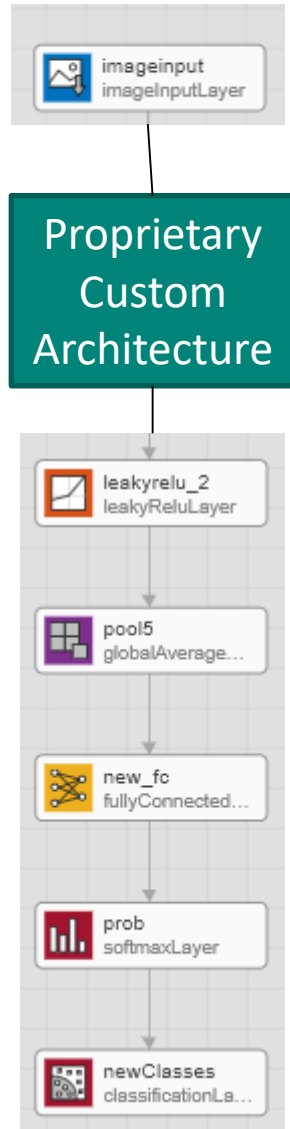 imageinput
imageInputLayer
Proprietary
Custom
Architecture
leakyrelu_2
leakyReluLayer
pool5
globalAverage...
new_fc
fullyConnected...
prob
softmaxLayer
newClasses
classificationLa...